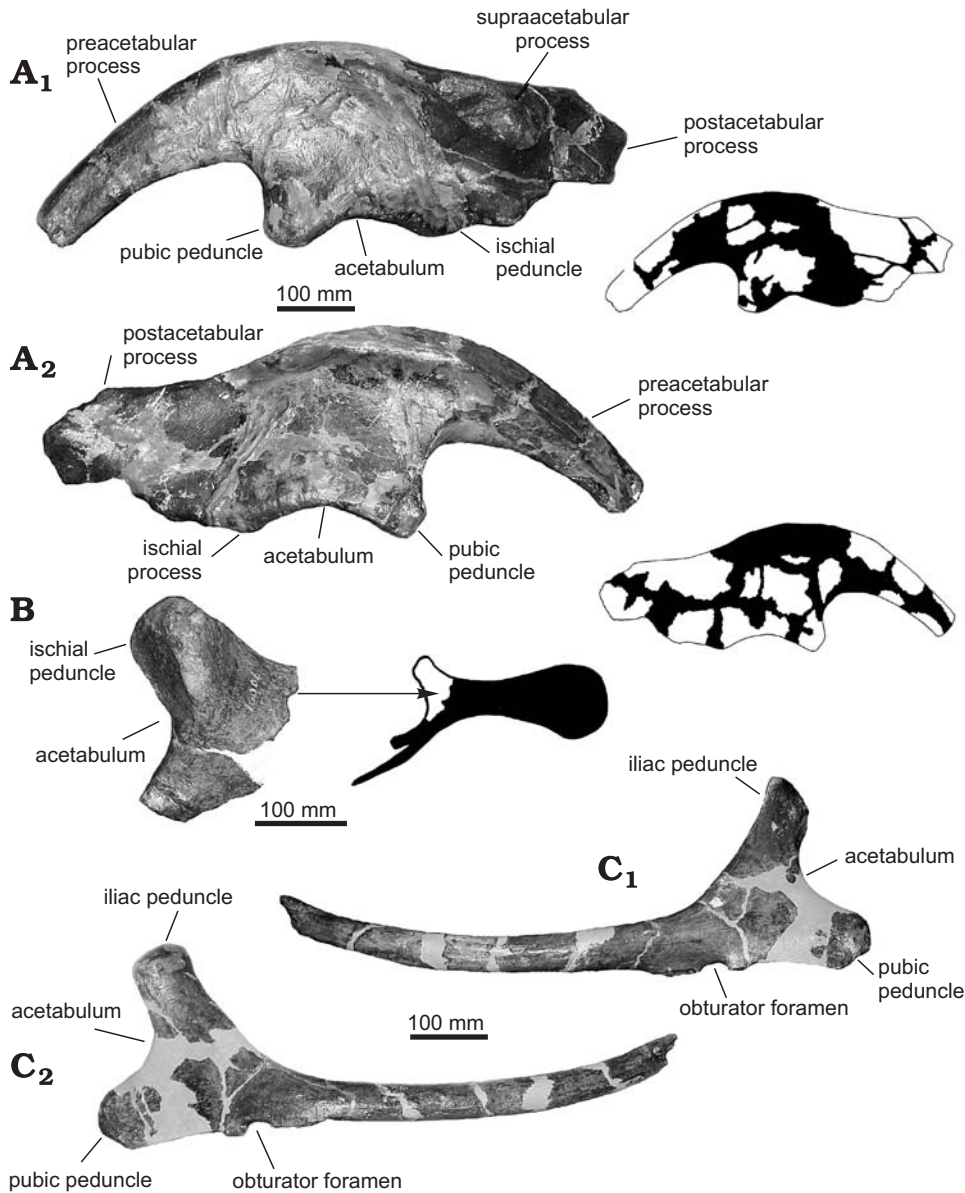 A1
preacetabular
process
supraacetabular
process
postacetabular
process
pubic peduncle
acetabulum
ischial
peduncle
100 mm
A2
postacetabular
process
preacetabular
process
ischial
process
acetabulum
pubic
peduncle
B
ischial
peduncle
acetabulum
100 mm
C1
iliac peduncle
acetabulum
pubic
peduncle
obturator foramen
100 mm
C2
iliac peduncle
acetabulum
pubic peduncle
obturator foramen